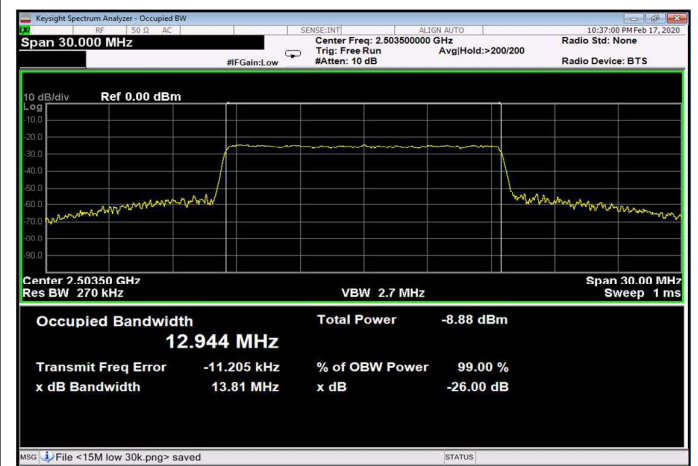 Keysight Spectrum Analyzer - Occupied BW
RF 50 Ω AC SENSE:INT ALIGN AUTO 10:37:00 PM Feb 17, 2020
Span 30.000 MHz Center Freq: 2.503500000 GHz Radio Std: None
Trig: Free Run Avg|Hold:>200/200
#IFGain:Low #Atten: 10 dB Radio Device: BTS
10 dB/div Ref 0.00 dBm
Log
-10.0
-20.0
-30.0
-40.0
-50.0
-60.0
-70.0
-80.0
-90.0
Center 2.50350 GHz Span 30.00 MHz
Res BW 270 kHz VBW 2.7 MHz Sweep 1 ms
Occupied Bandwidth Total Power -8.88 dBm
12.944 MHz
Transmit Freq Error -11.205 kHz % of OBW Power 99.00 %
x dB Bandwidth 13.81 MHz x dB -26.00 dB
MSG File <15M low 30k.png> saved STATUS